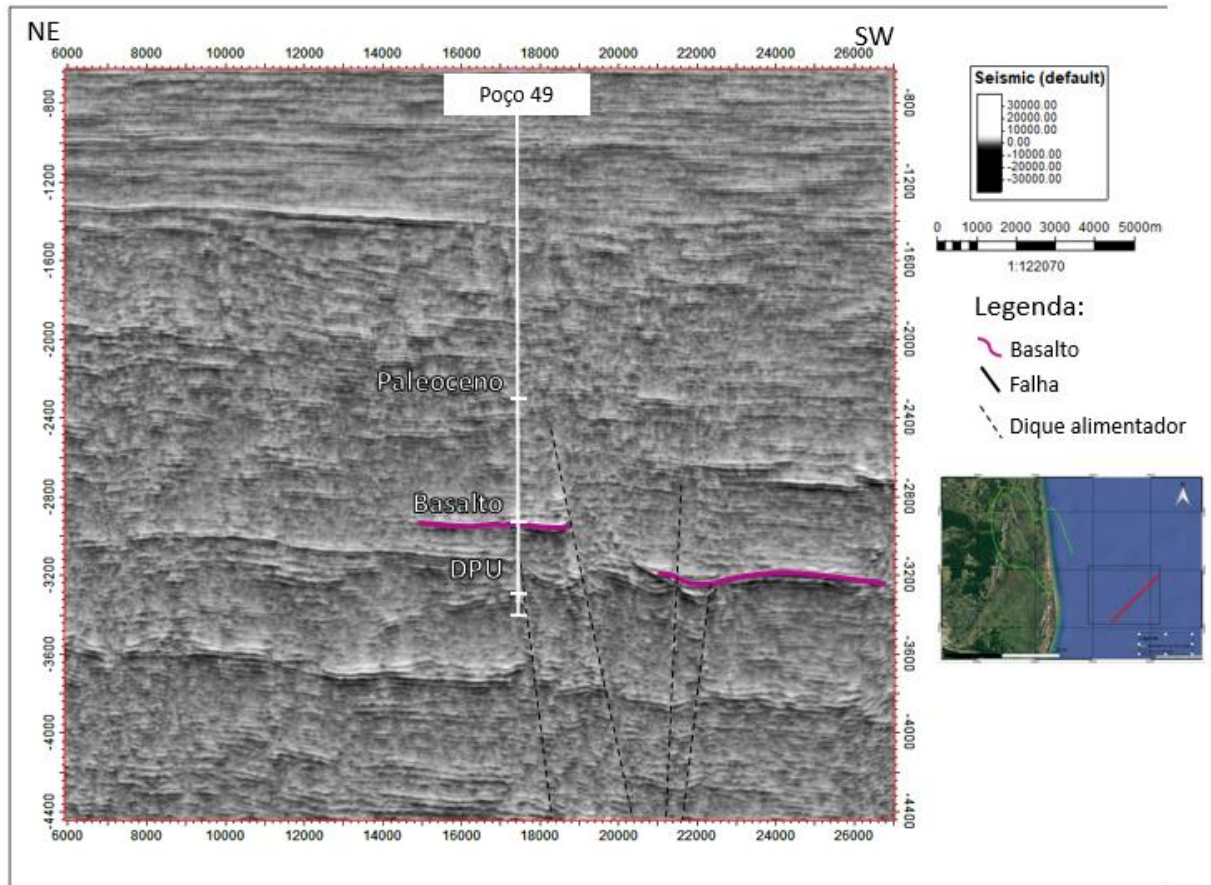 NE
SW
6000 8000 10000 12000 14000 16000 18000 20000 22000 24000 26000
Poço 49
-800 -1200 -1600 -2000 -2400 -2800 -3200 -3600 -4000 -4400
Paleoceno
Basalto
DPU
-800 -1200 -1600 -2000 -2400 -2800 -3200 -3600 -4000 -4400
6000 8000 10000 12000 14000 16000 18000 20000 22000 24000 26000
Seismic (default)
30000.00
20000.00
10000.00
0.00
-10000.00
-20000.00
-30000.00
0 1000 2000 3000 4000 5000m
1:122070
Legenda:
Basalto
Falha
Dique alimentador